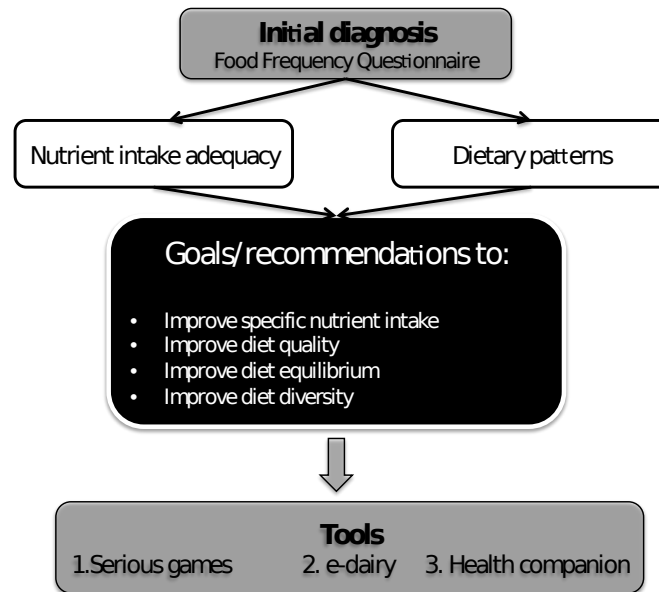 Initial diagnosis
Food Frequency Questionnaire
Nutrient intake adequacy
Dietary patterns
Goals/recommendations to:
• Improve specific nutrient intake
• Improve diet quality
• Improve diet equilibrium
• Improve diet diversity
Tools
1.Serious games 2. e-dairy 3. Health companion